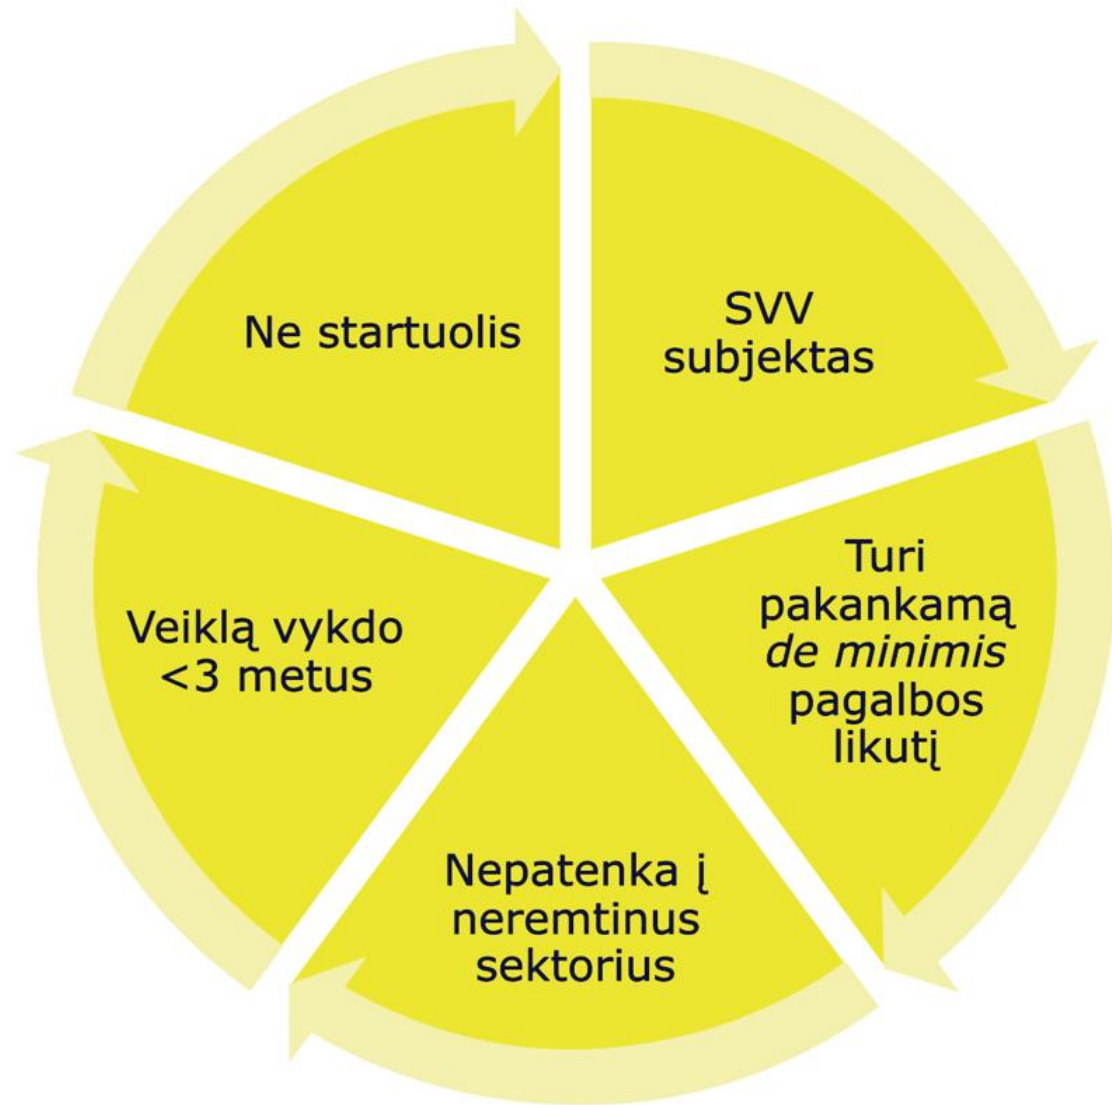 SVV
subjektas
Turi
pakankamą
de minimis
pagalbos
likutį
Nepatenka į
neremtinus
sektorius
Veiklą vykdo
<3 metus
Ne startuolis